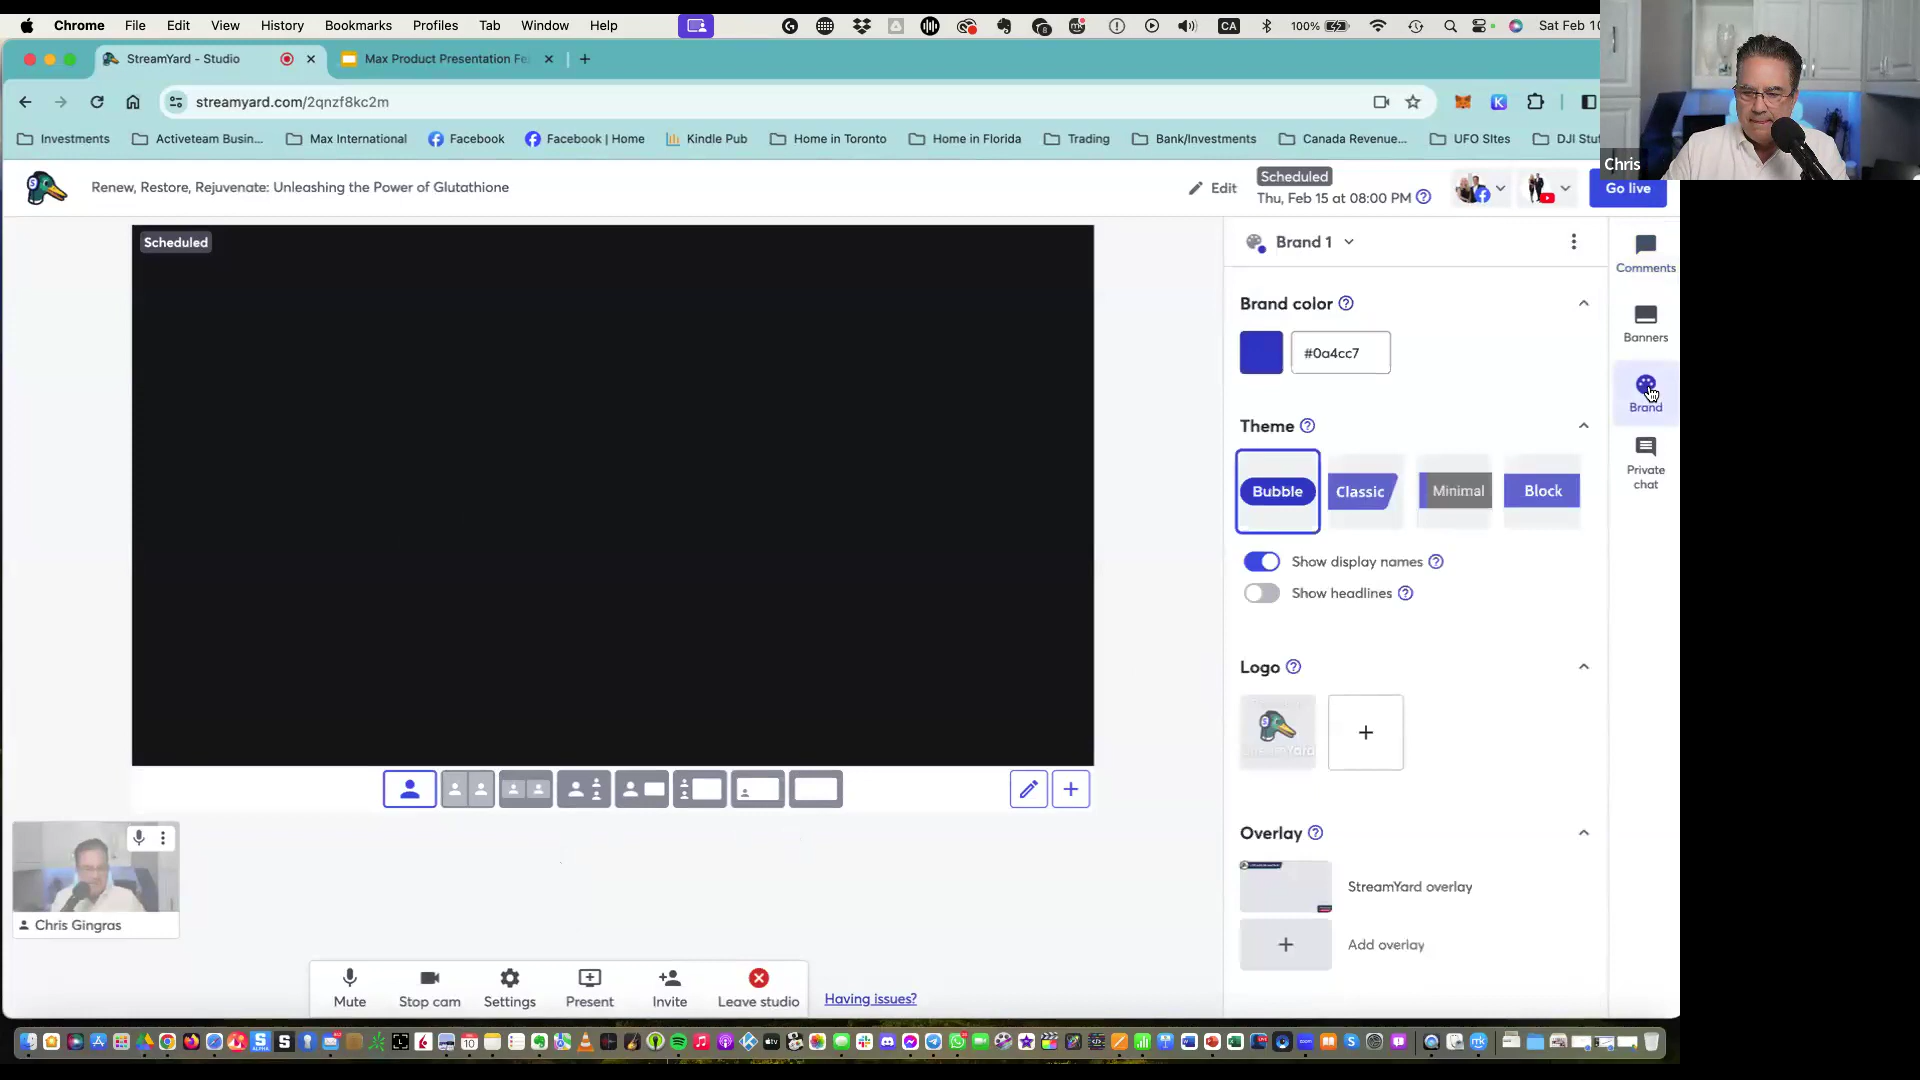 Chrome File Edit View History Bookmarks Profiles Tab Window Help CA 100% Sat Feb 10
StreamYard - Studio Max Product Presentation Fe
streamyard.com/2qnzf8kc2m
Investments Activeteam Busin... Max International Facebook Facebook | Home Kindle Pub Home in Toronto Home in Florida Trading Bank/Investments Canada Revenue... UFO SItes DJI Stu
Chris
Renew, Restore, Rejuvenate: Unleashing the Power of Glutathione
Edit
Scheduled
Thu, Feb 15 at 08:00 PM
Go live
Scheduled
Brand 1
Brand color
#0a4cc7
Theme
Bubble Classic Minimal Block
Show display names
Show headlines
Logo
Overlay
StreamYard overlay
Add overlay
Comments
Banners
Brand
Private
chat
Chris Gingras
Mute Stop cam Settings Present Invite Leave studio
Having issues?